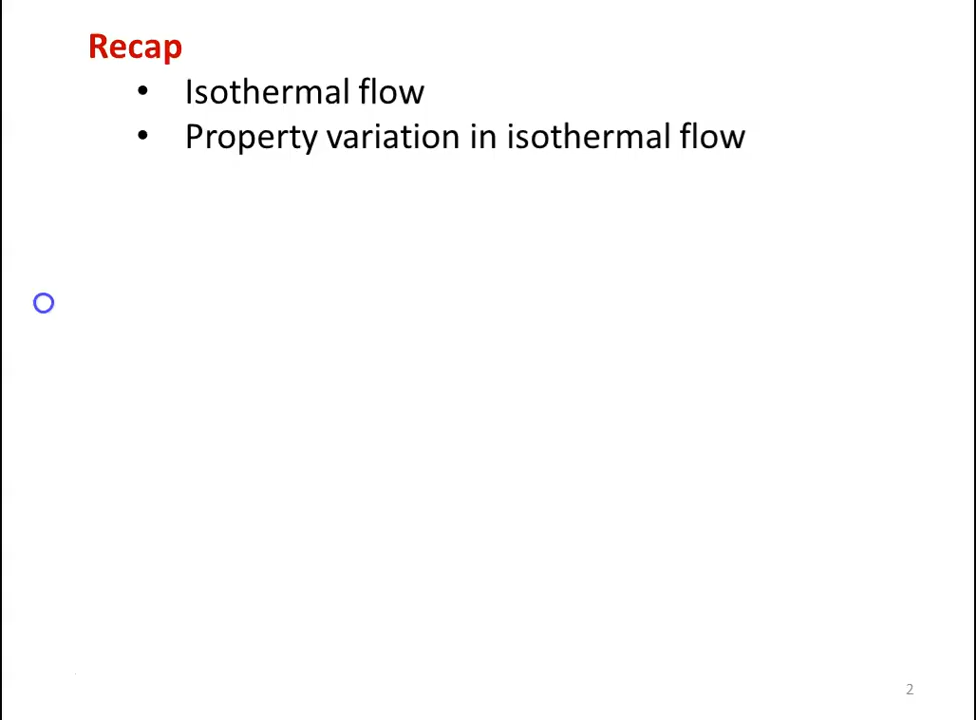 Recap
• Isothermal flow
• Property variation in isothermal flow
2